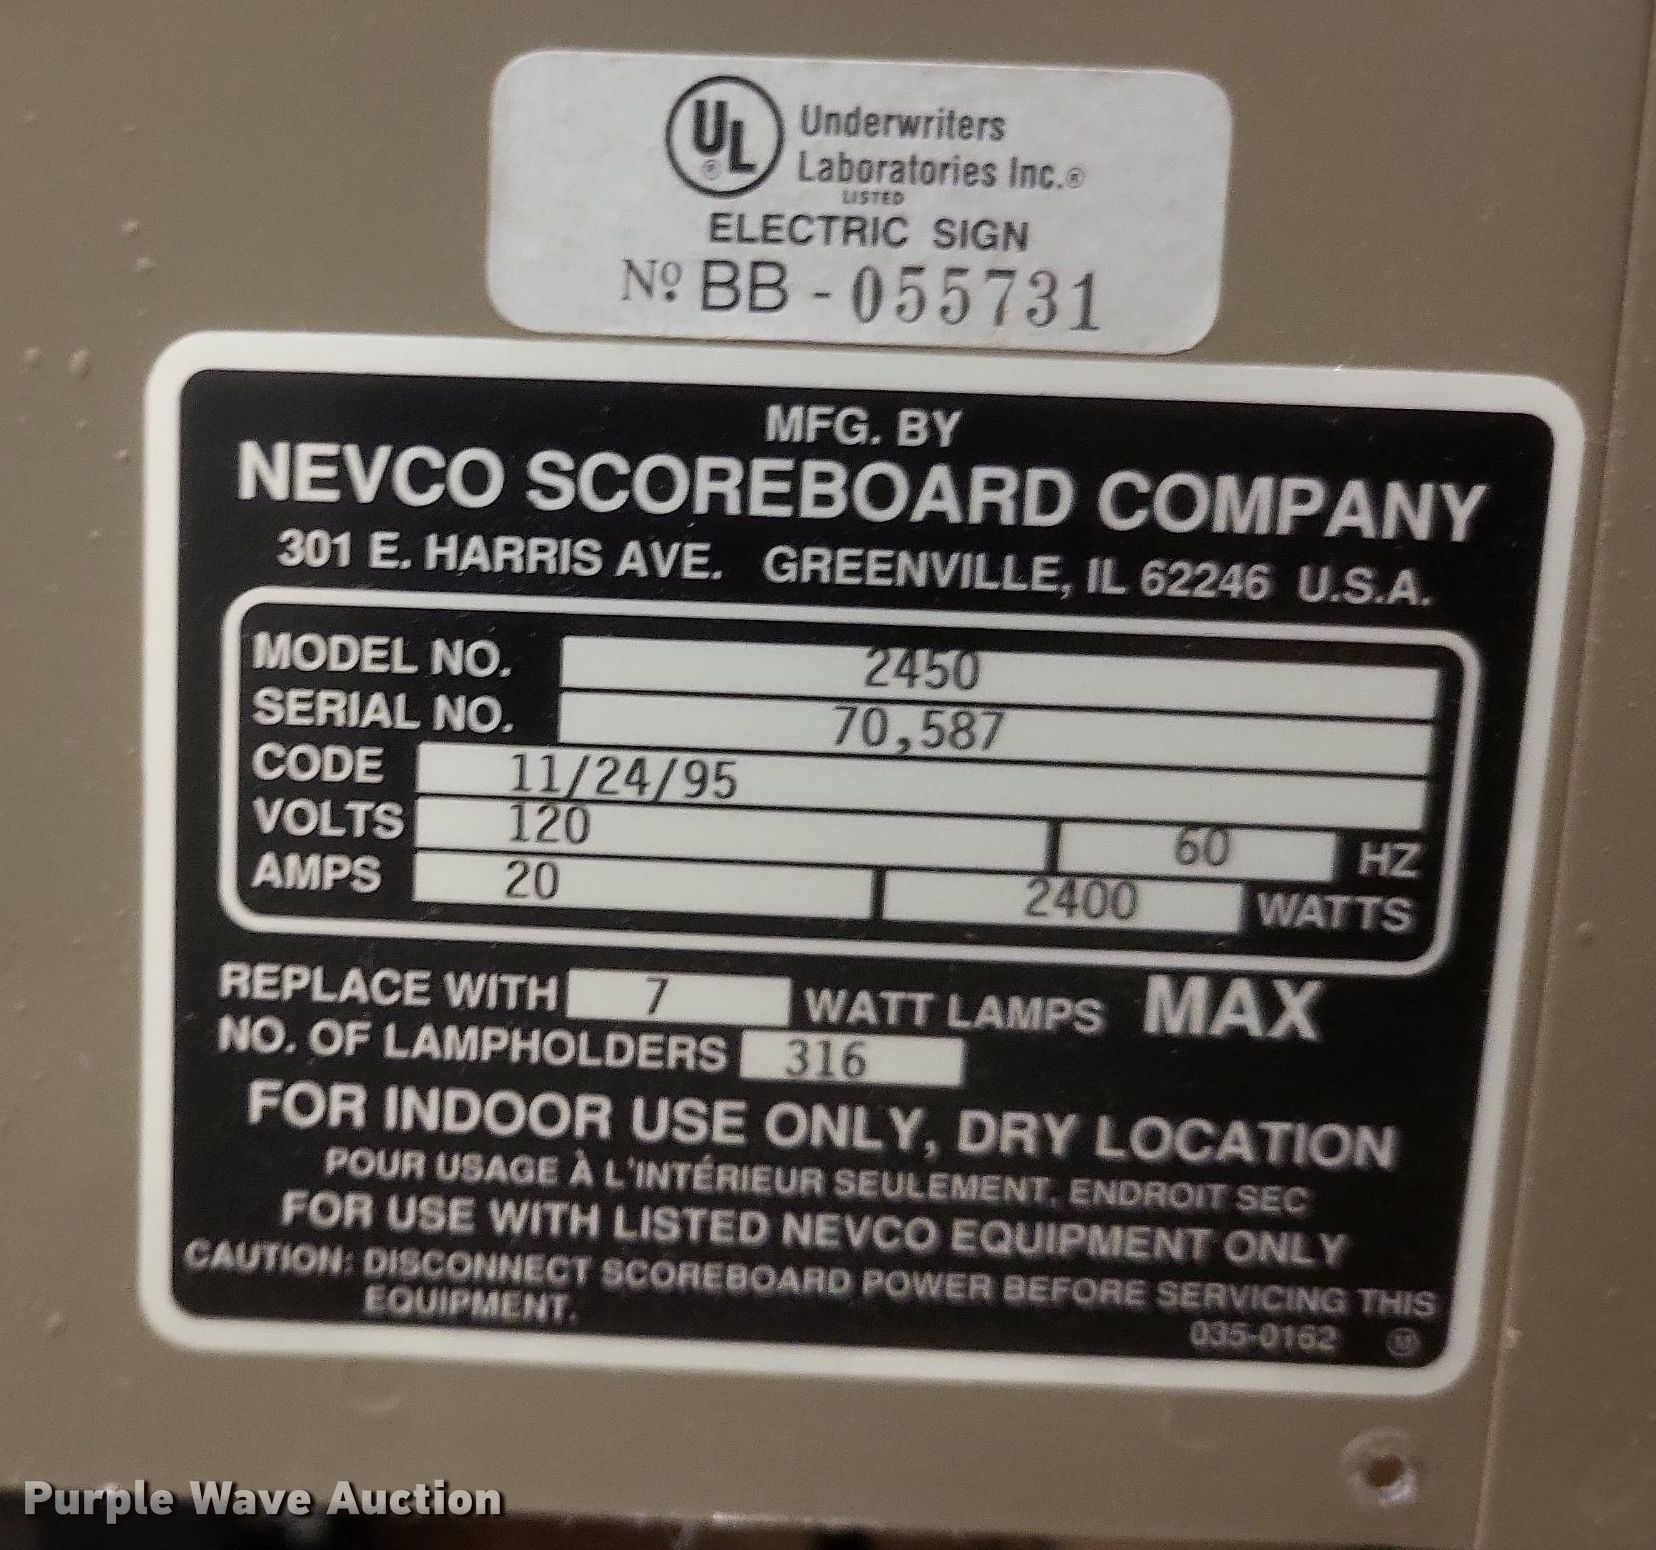 UL® Underwriters
Laboratories Inc.®
LISTED
ELECTRIC SIGN
Nº BB - 055731
MFG. BY
NEVCO SCOREBOARD COMPANY
301 E. HARRIS AVE. GREENVILLE, IL 62246 U.S.A.
MODEL NO. 2450
SERIAL NO. 70,587
CODE 11/24/95
VOLTS 120 60 HZ
AMPS 20 2400 WATTS
REPLACE WITH 7 WATT LAMPS MAX
NO. OF LAMPHOLDERS 316
FOR INDOOR USE ONLY, DRY LOCATION
POUR USAGE À L'INTÉRIEUR SEULEMENT, ENDROIT SEC
FOR USE WITH LISTED NEVCO EQUIPMENT ONLY
CAUTION: DISCONNECT SCOREBOARD POWER BEFORE SERVICING THIS
EQUIPMENT.
035-0162
Purple Wave Auction